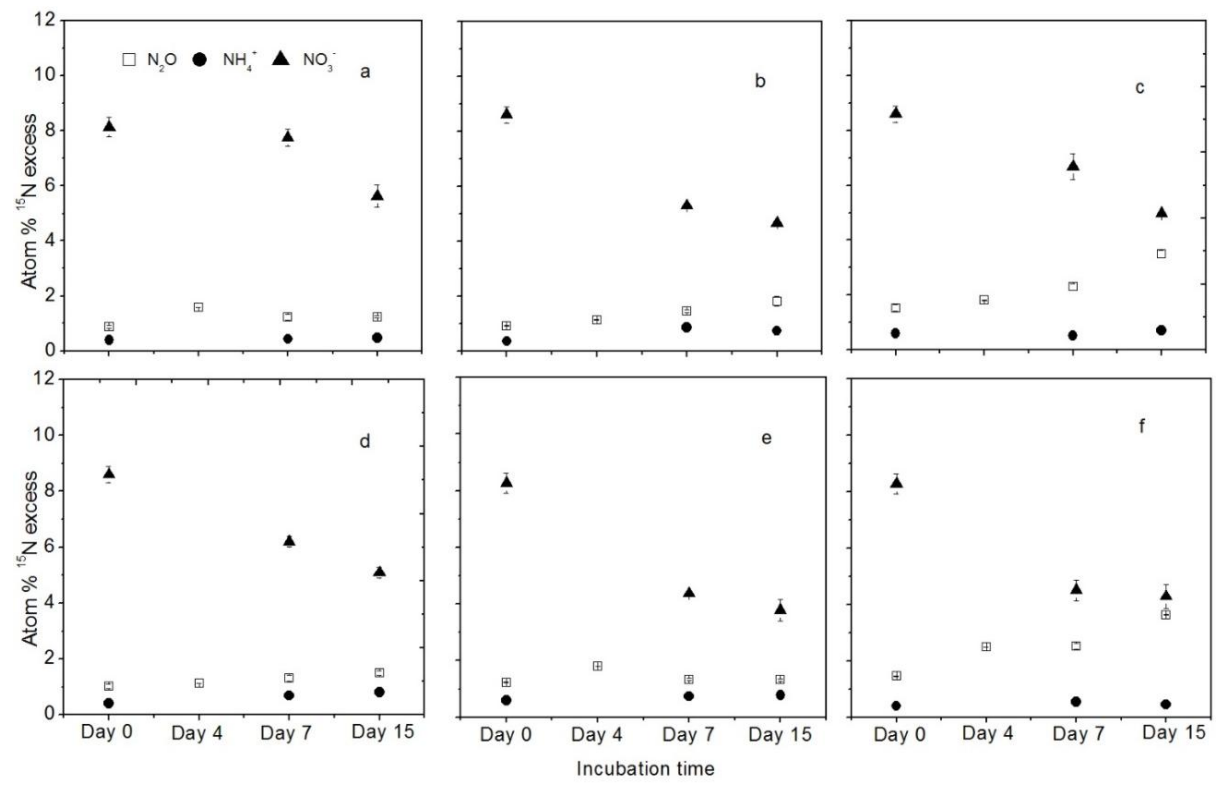 12
10
8
6
4
2
0
Atom % ¹⁵N excess
N₂O NH₄⁺ NO₃⁻
a
b
c
12
10
8
6
4
2
0
Atom % ¹⁵N excess
d
e
f
Day 0 Day 4 Day 7 Day 15
Day 0 Day 4 Day 7 Day 15
Day 0 Day 4 Day 7 Day 15
Incubation time